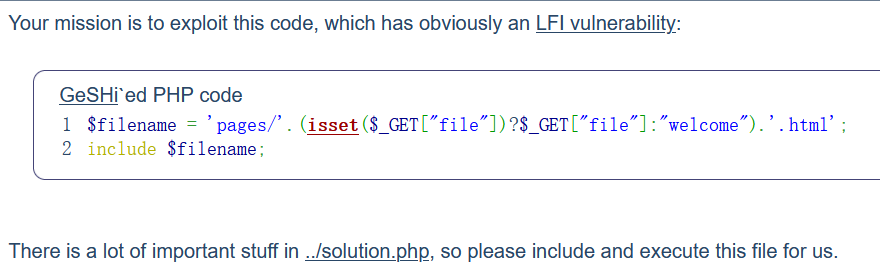 Your mission is to exploit this code, which has obviously an LFI vulnerability:
GeSHi`ed PHP code
1 $filename = 'pages/'.(isset($_GET["file"])?$_GET["file"]:"welcome").'.html';
2 include $filename;
There is a lot of important stuff in ../solution.php, so please include and execute this file for us.